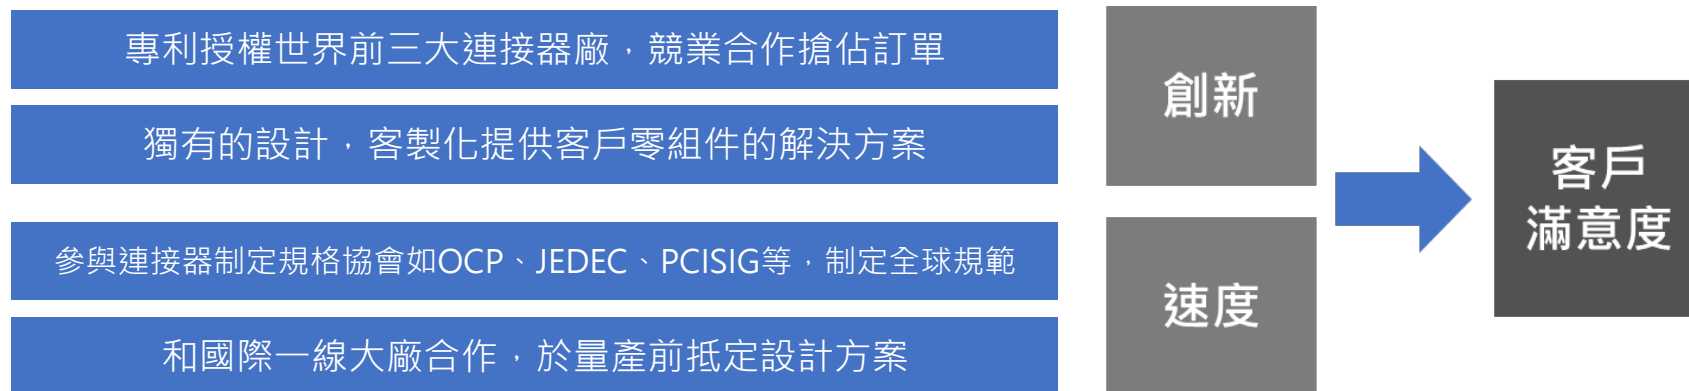 專利授權世界前三大連接器廠，競業合作搶佔訂單
獨有的設計，客製化提供客戶零組件的解決方案
創新
參與連接器制定規格協會如OCP、JEDEC、PCISIG等，制定全球規範
和國際一線大廠合作，於量產前抵定設計方案
速度
客戶
滿意度